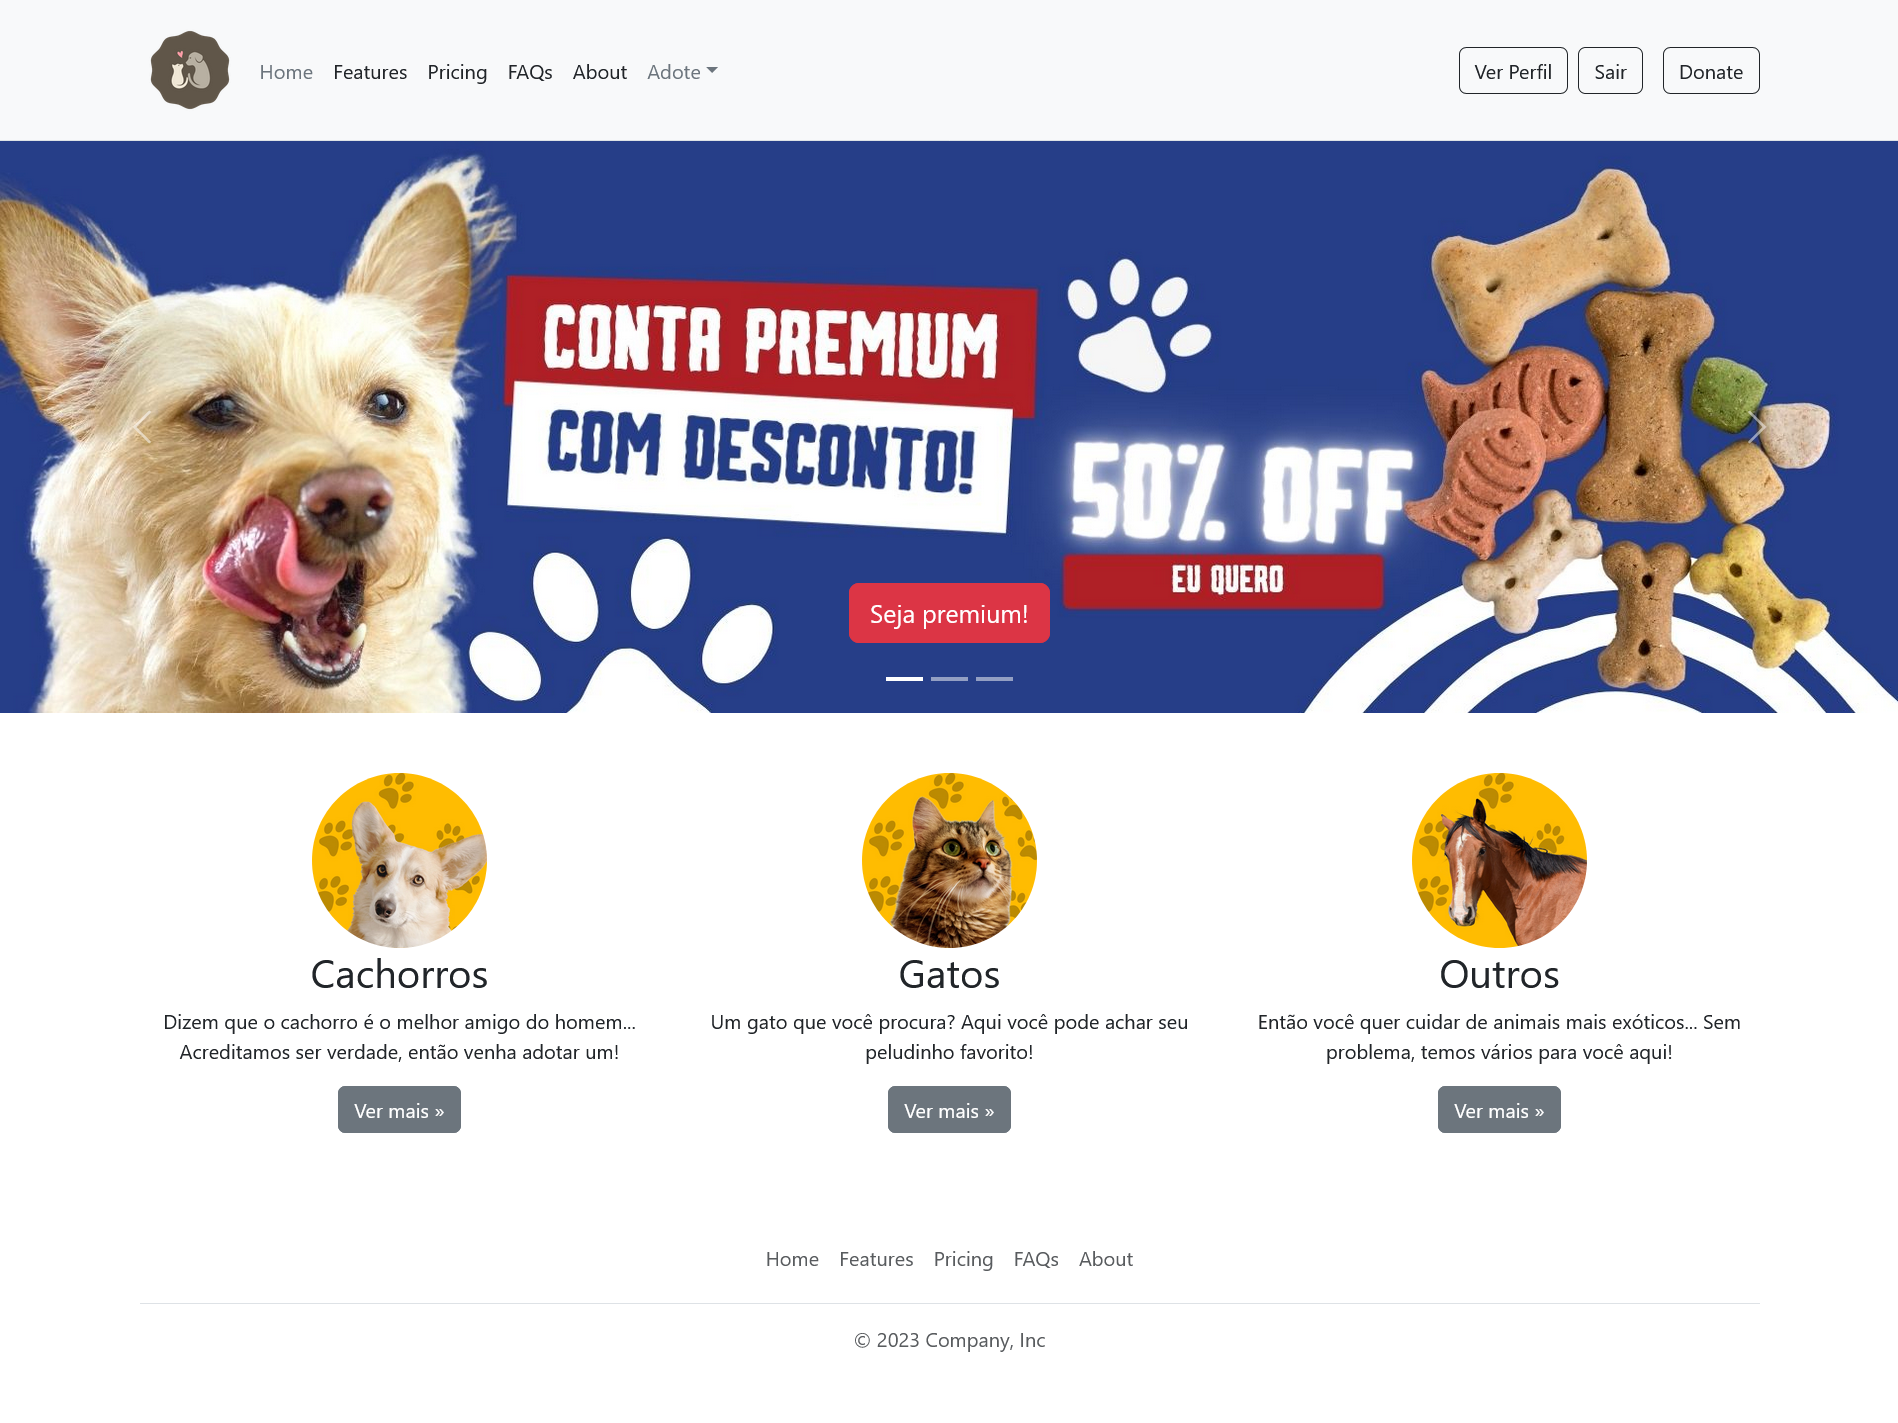 Home Features Pricing FAQs About Adote Ver Perfil Sair Donate
CONTA PREMIUM
COM DESCONTO!
50% OFF
EU QUERO
Seja premium!
Cachorros
Dizem que o cachorro é o melhor amigo do homem...
Acreditamos ser verdade, então venha adotar um!
Ver mais »
Gatos
Um gato que você procura? Aqui você pode achar seu
peludinho favorito!
Ver mais »
Outros
Então você quer cuidar de animais mais exóticos... Sem
problema, temos vários para você aqui!
Ver mais »
Home Features Pricing FAQs About
© 2023 Company, Inc